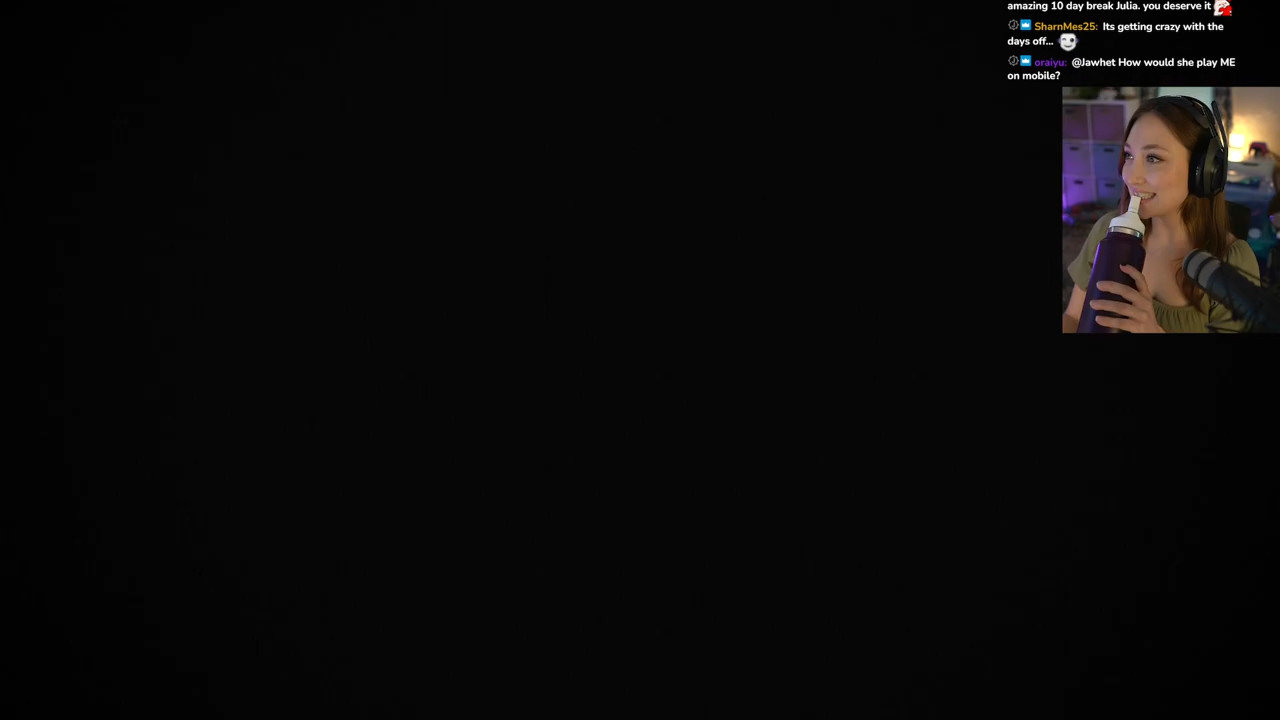 amazing 10 day break Julia. you deserve it
SharnMes25: Its getting crazy with the
days off...
oraiyu: @Jawhet How would she play ME
on mobile?